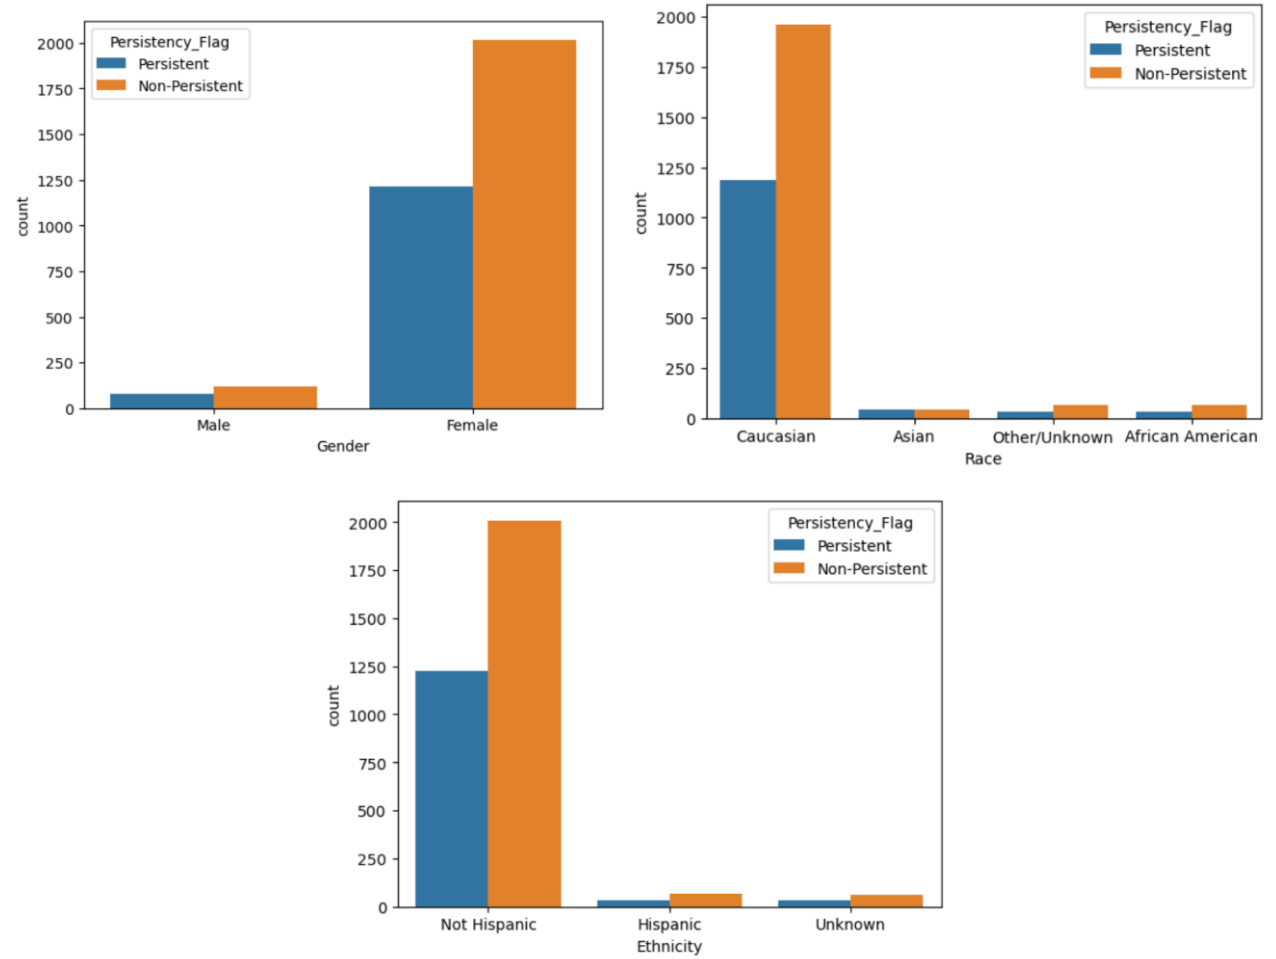 Persistency_Flag
Persistent
Non-Persistent
2000
1750
1500
1250
1000
750
500
250
0
count
Male
Female
Gender
Persistency_Flag
Persistent
Non-Persistent
2000
1750
1500
1250
1000
750
500
250
0
count
Caucasian
Asian
Other/Unknown
African American
Race
Persistency_Flag
Persistent
Non-Persistent
2000
1750
1500
1250
1000
750
500
250
0
count
Not Hispanic
Hispanic
Unknown
Ethnicity